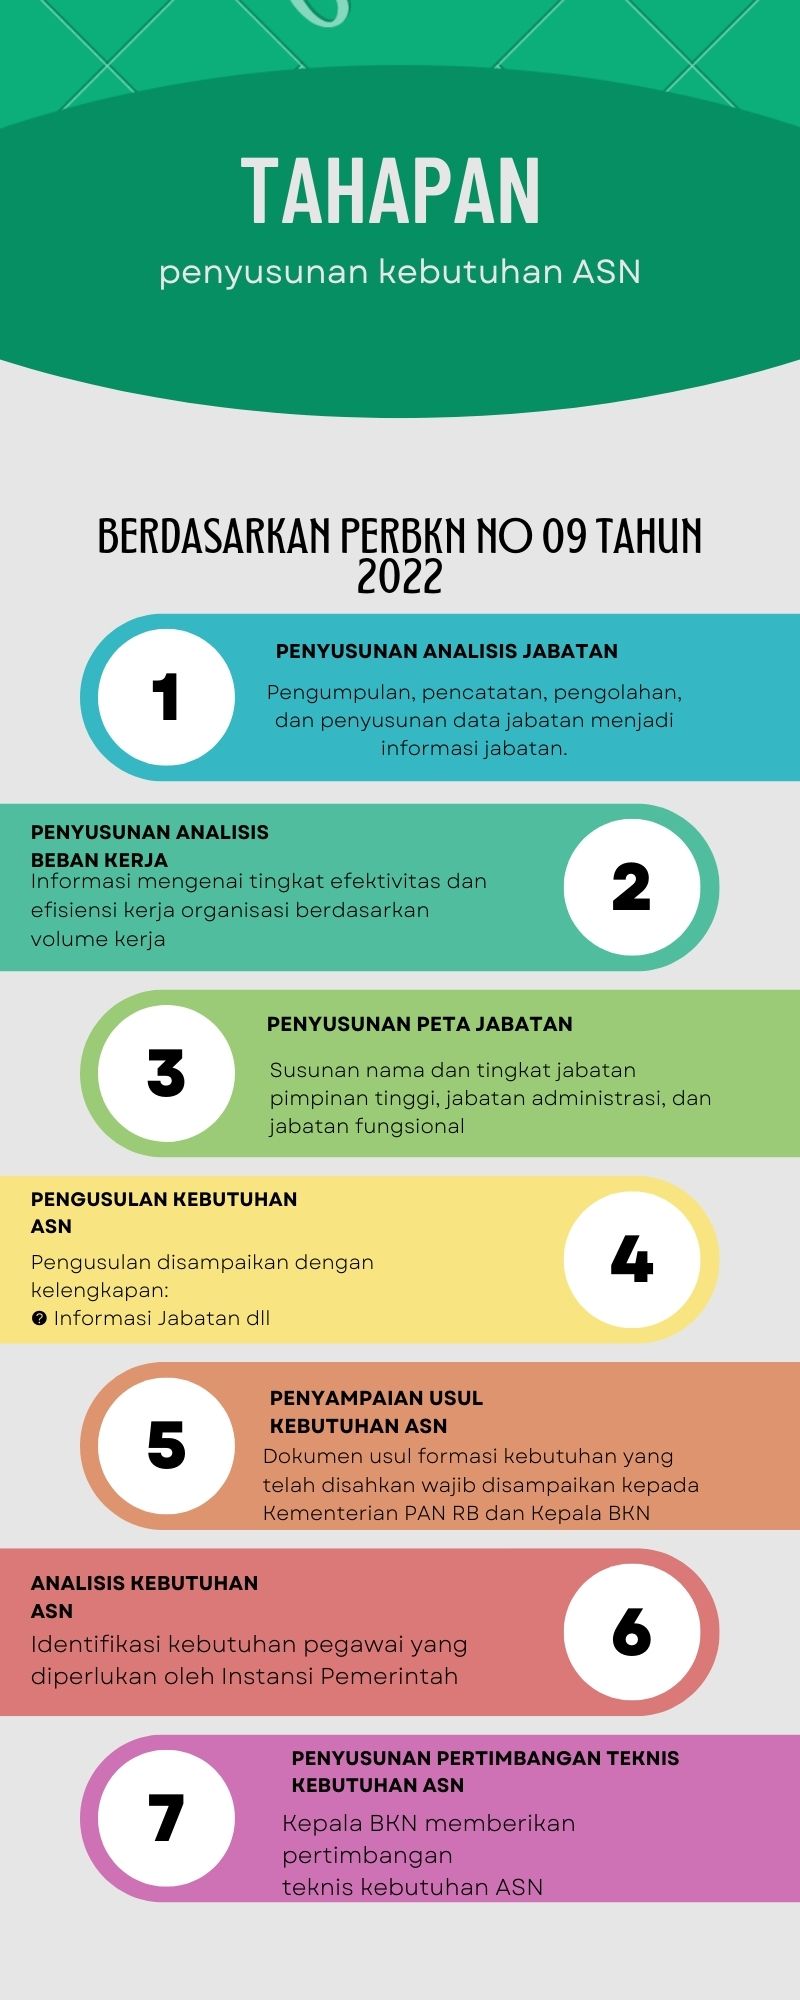 TAHAPAN
penyusunan kebutuhan ASN
BERDASARKAN PERBKN NO 09 TAHUN
2022
1
PENYUSUNAN ANALISIS JABATAN
Pengumpulan, pencatatan, pengolahan,
dan penyusunan data jabatan menjadi
informasi jabatan.
PENYUSUNAN ANALISIS
BEBAN KERJA
Informasi mengenai tingkat efektivitas dan
efisiensi kerja organisasi berdasarkan
volume kerja
2
3
PENYUSUNAN PETA JABATAN
Susunan nama dan tingkat jabatan
pimpinan tinggi, jabatan administrasi, dan
jabatan fungsional
PENGUSULAN KEBUTUHAN
ASN
Pengusulan disampaikan dengan
kelengkapan:
? Informasi Jabatan dll
4
5
PENYAMPAIAN USUL
KEBUTUHAN ASN
Dokumen usul formasi kebutuhan yang
telah disahkan wajib disampaikan kepada
Kementerian PAN RB dan Kepala BKN
ANALISIS KEBUTUHAN
ASN
Identifikasi kebutuhan pegawai yang
diperlukan oleh Instansi Pemerintah
6
7
PENYUSUNAN PERTIMBANGAN TEKNIS
KEBUTUHAN ASN
Kepala BKN memberikan
pertimbangan
teknis kebutuhan ASN